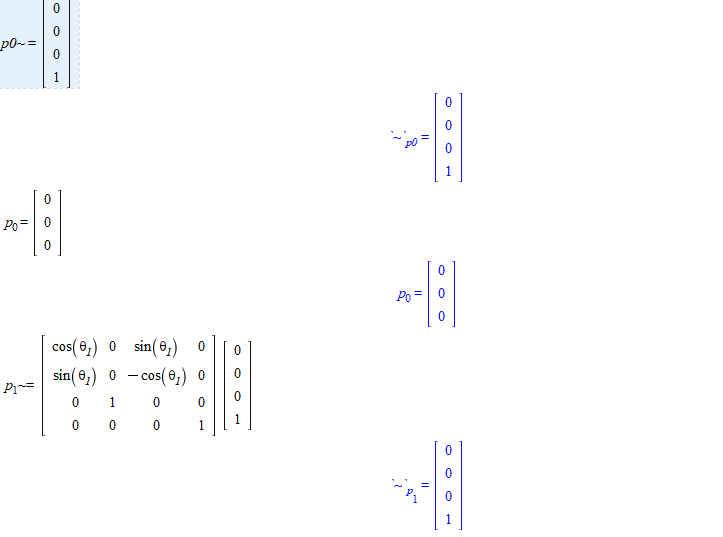 p0~ = [0 0 0 1]
`~`p0 = [0 0 0 1]
p0 = [0 0 0]
p0 = [0 0 0]
p1~= [cos(θ1) 0 sin(θ1) 0
sin(θ1) 0 −cos(θ1) 0
0 1 0 0
0 0 0 1] [0 0 0 1]
`~`p1 = [0 0 0 1]